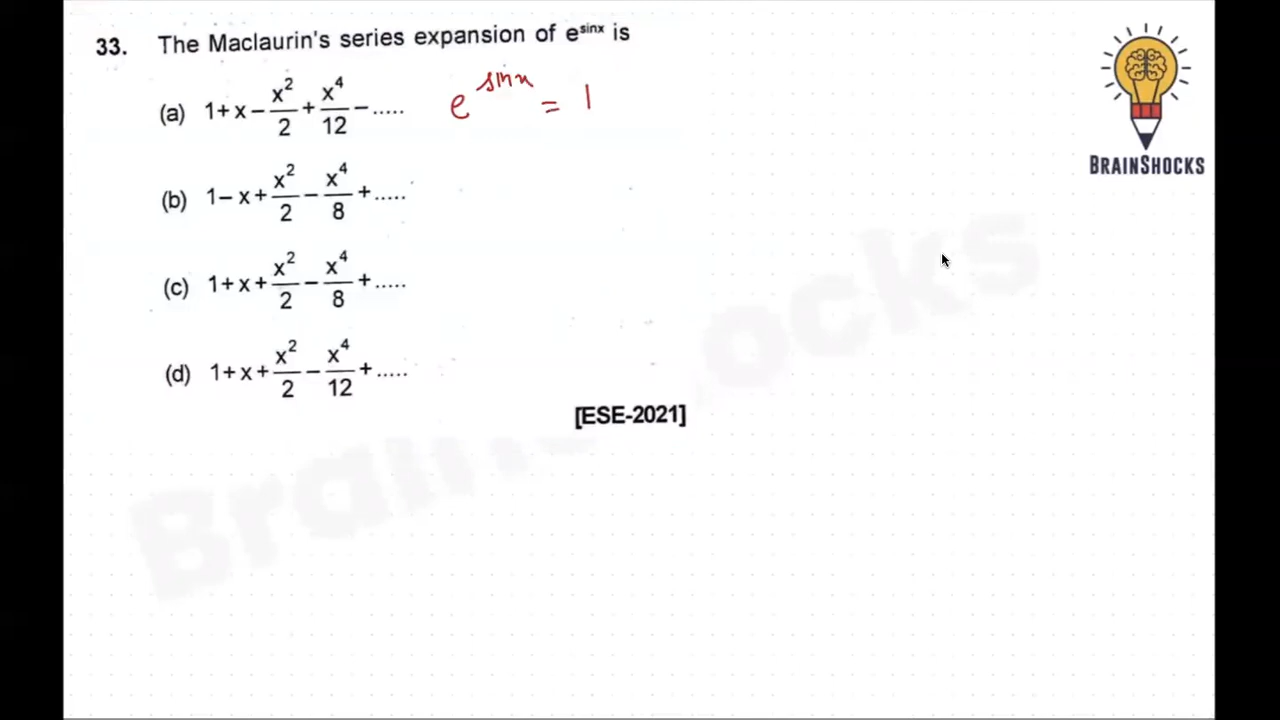 33. The Maclaurin's series expansion of e^sinx is
(a) 1+x−x²/2+x⁴/12−.....
e^sinx = 1
(b) 1−x+x²/2−x⁴/8+.....
(c) 1+x+x²/2−x⁴/8+.....
(d) 1+x+x²/2−x⁴/12+.....
[ESE-2021]
BRAINSHOCKS